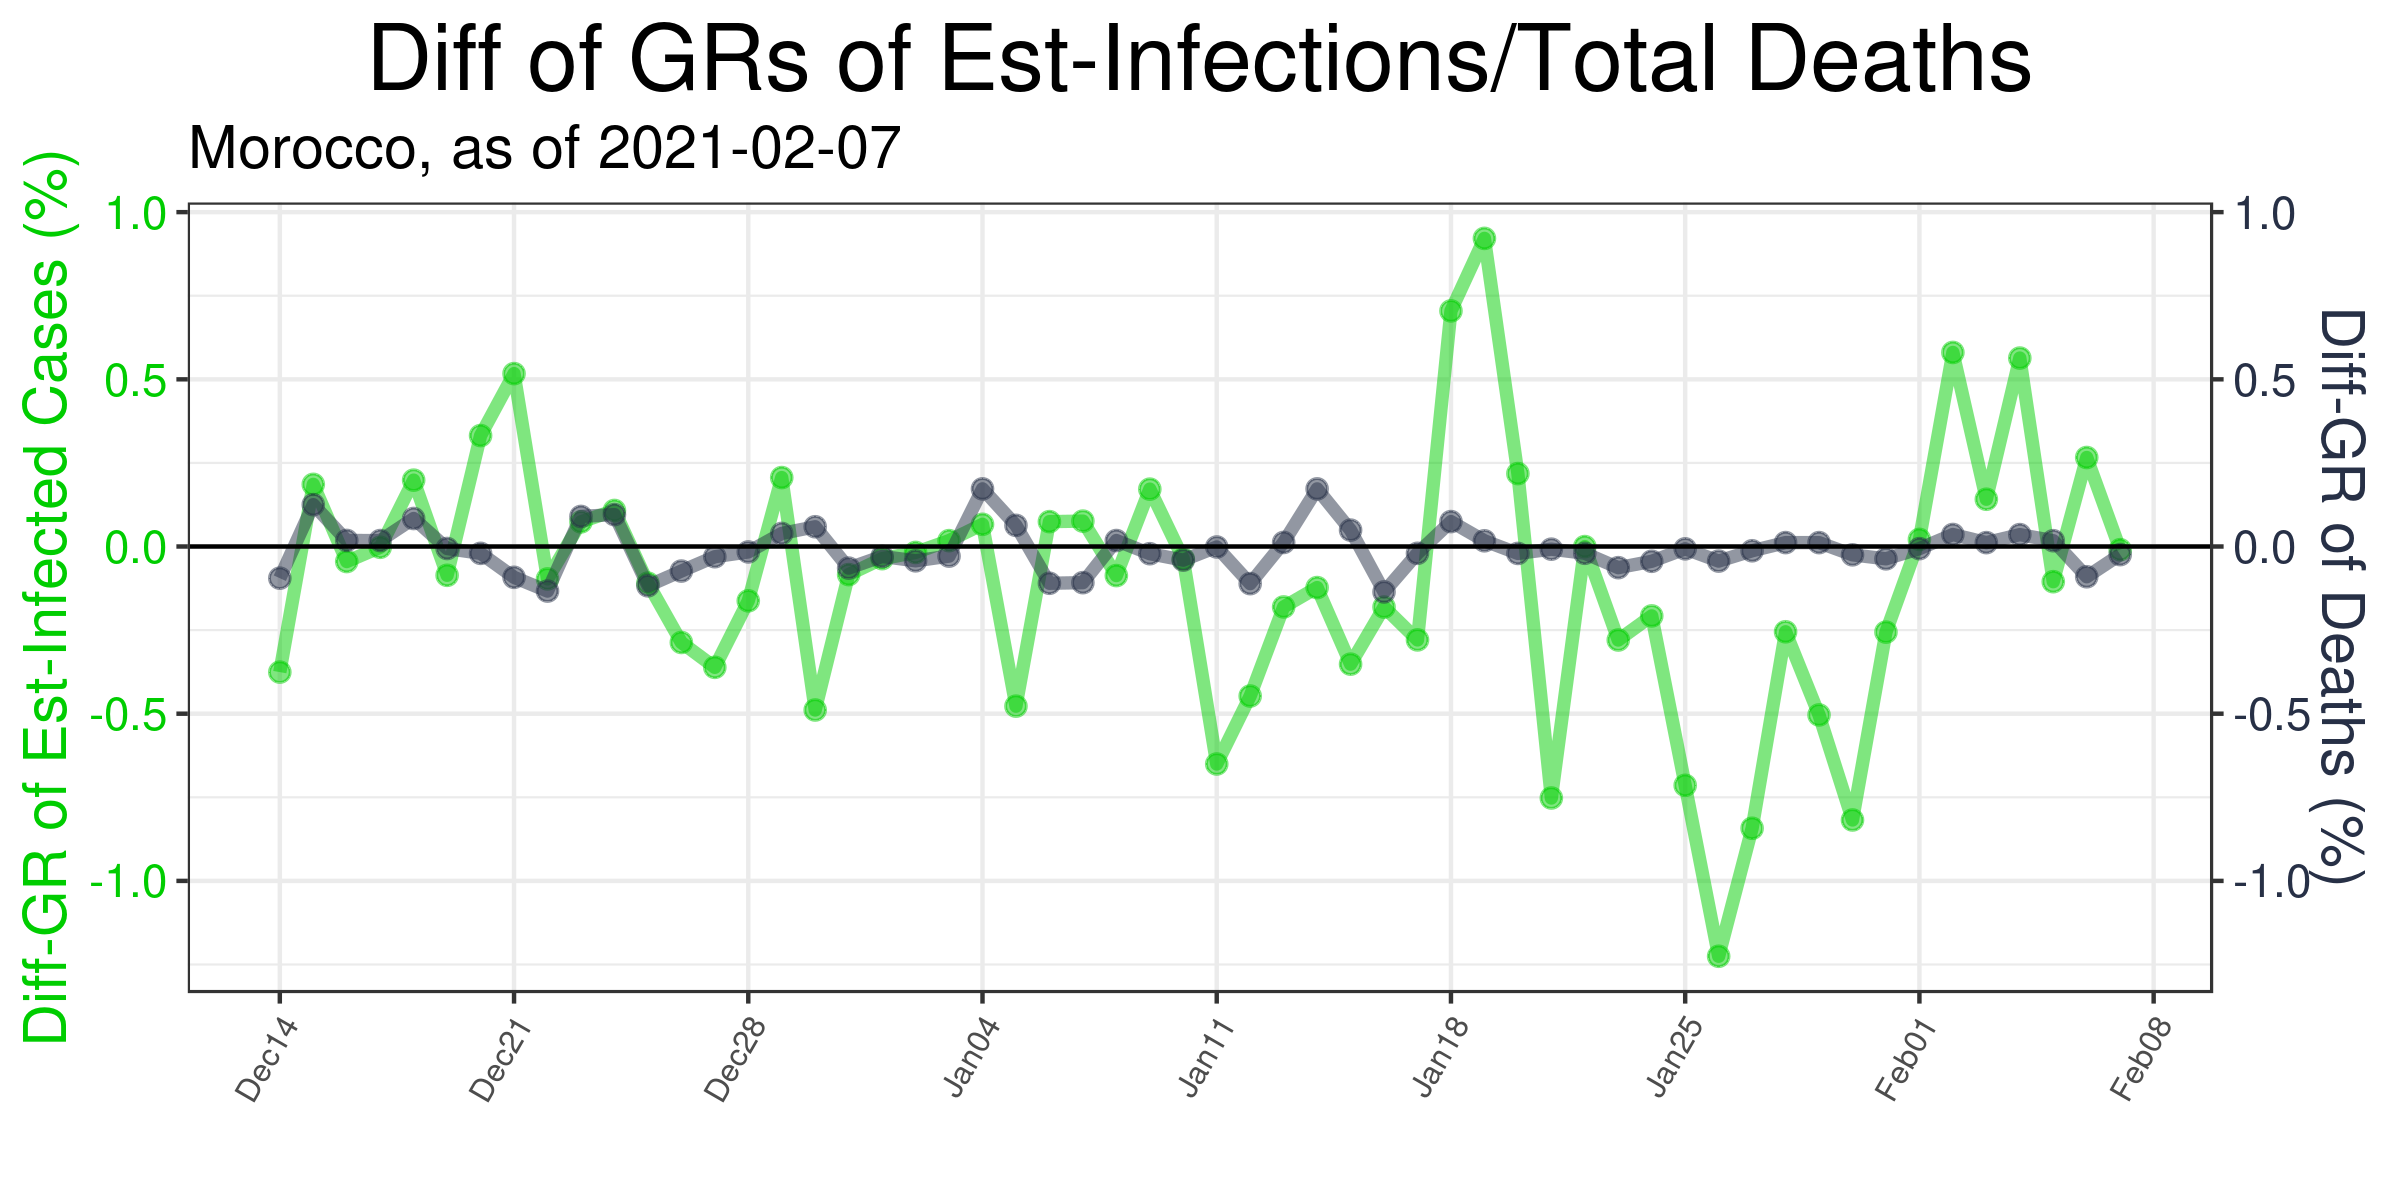 Diff of GRs of Est-Infections/Total Deaths
Morocco, as of 2021-02-07
Diff-GR of Est-Infected Cases (%)
1.0
0.5
0.0
-0.5
-1.0
1.0
0.5
0.0
-0.5
-1.0
Diff-GR of Deaths (%)
Dec14
Dec21
Dec28
Jan04
Jan11
Jan18
Jan25
Feb01
Feb08